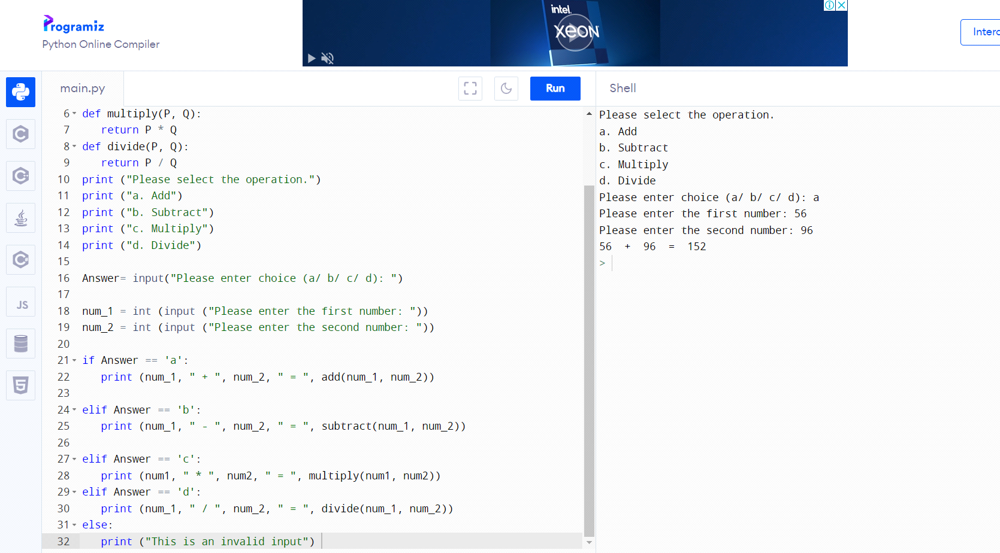 Programiz
Python Online Compiler
intel.
XEON
Interc
main.py
Run
Shell
6 def multiply(P, Q):
7    return P * Q
8 def divide(P, Q):
9    return P / Q
10 print ("Please select the operation.")
11 print ("a. Add")
12 print ("b. Subtract")
13 print ("c. Multiply")
14 print ("d. Divide")
15
16 Answer= input("Please enter choice (a/ b/ c/ d): ")
17
18 num_1 = int (input ("Please enter the first number: "))
19 num_2 = int (input ("Please enter the second number: "))
20
21 if Answer == 'a':
22    print (num_1, " + ", num_2, " = ", add(num_1, num_2))
23
24 elif Answer == 'b':
25    print (num_1, " - ", num_2, " = ", subtract(num_1, num_2))
26
27 elif Answer == 'c':
28    print (num1, " * ", num2, " = ", multiply(num1, num2))
29 elif Answer == 'd':
30    print (num_1, " / ", num_2, " = ", divide(num_1, num_2))
31 else:
32    print ("This is an invalid input")
Please select the operation.
a. Add
b. Subtract
c. Multiply
d. Divide
Please enter choice (a/ b/ c/ d): a
Please enter the first number: 56
Please enter the second number: 96
56  +  96  =  152
>
C
C++
C#
JS
5